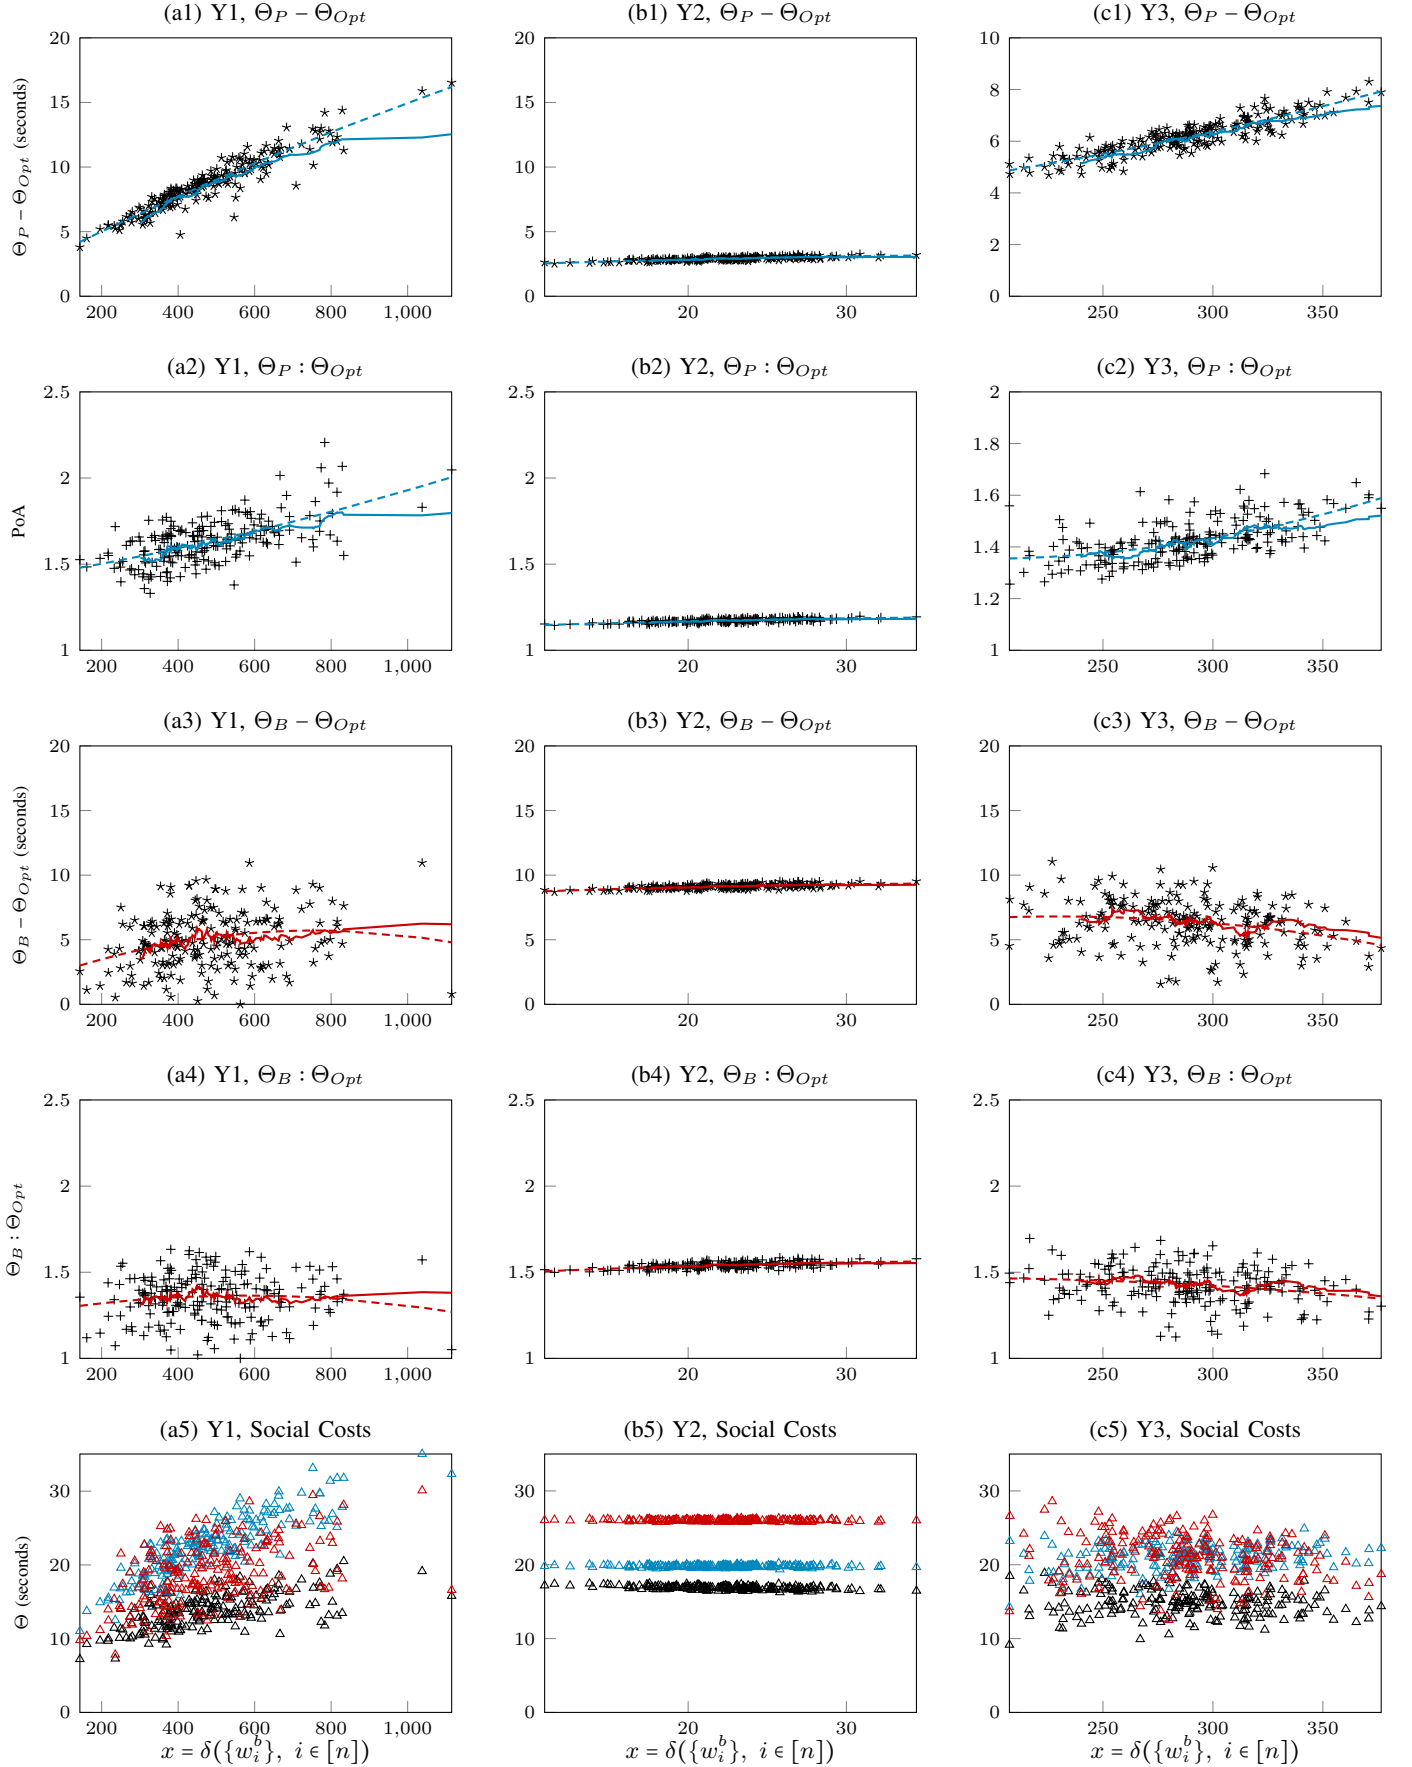 (a1) Y1, Θ_P − Θ_Opt
(b1) Y2, Θ_P − Θ_Opt
(c1) Y3, Θ_P − Θ_Opt
Θ_P − Θ_Opt (seconds)
20
15
10
5
0
200 400 600 800 1,000
20
15
10
5
0
20 30
10
8
6
4
2
0
250 300 350
(a2) Y1, Θ_P : Θ_Opt
(b2) Y2, Θ_P : Θ_Opt
(c2) Y3, Θ_P : Θ_Opt
PoA
2.5
2
1.5
1
200 400 600 800 1,000
2.5
2
1.5
1
20 30
2
1.8
1.6
1.4
1.2
1
250 300 350
(a3) Y1, Θ_B − Θ_Opt
(b3) Y2, Θ_B − Θ_Opt
(c3) Y3, Θ_B − Θ_Opt
Θ_B − Θ_Opt (seconds)
20
15
10
5
0
200 400 600 800 1,000
20
15
10
5
0
20 30
20
15
10
5
0
250 300 350
(a4) Y1, Θ_B : Θ_Opt
(b4) Y2, Θ_B : Θ_Opt
(c4) Y3, Θ_B : Θ_Opt
Θ_B : Θ_Opt
2.5
2
1.5
1
200 400 600 800 1,000
2.5
2
1.5
1
20 30
2.5
2
1.5
1
250 300 350
(a5) Y1, Social Costs
(b5) Y2, Social Costs
(c5) Y3, Social Costs
Θ (seconds)
30
20
10
0
200 400 600 800 1,000
x = δ({w_i^b}, i ∈ [n])
30
20
10
0
20 30
x = δ({w_i^b}, i ∈ [n])
30
20
10
0
250 300 350
x = δ({w_i^b}, i ∈ [n])